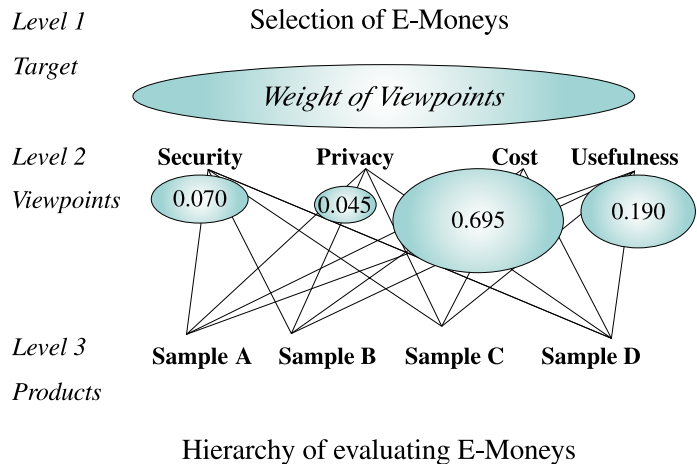 Level 1
Selection of E-Moneys
Target
Weight of Viewpoints
Level 2
Security Privacy Cost Usefulness
Viewpoints
0.070 0.045 0.695 0.190
Level 3
Sample A Sample B Sample C Sample D
Products
Hierarchy of evaluating E-Moneys